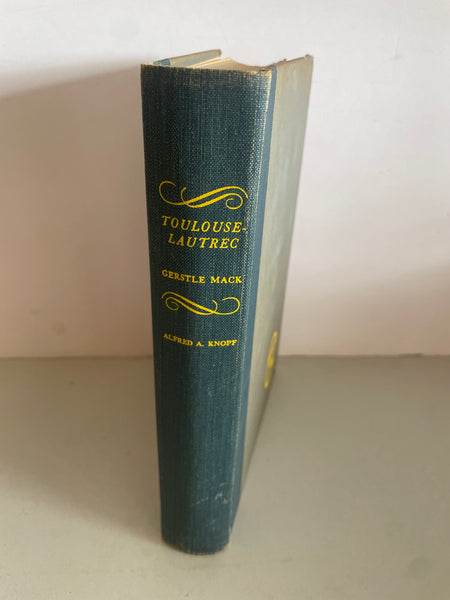 TOULOUSE-
LAUTREC
GERSTLE MACK
ALFRED A. KNOPF